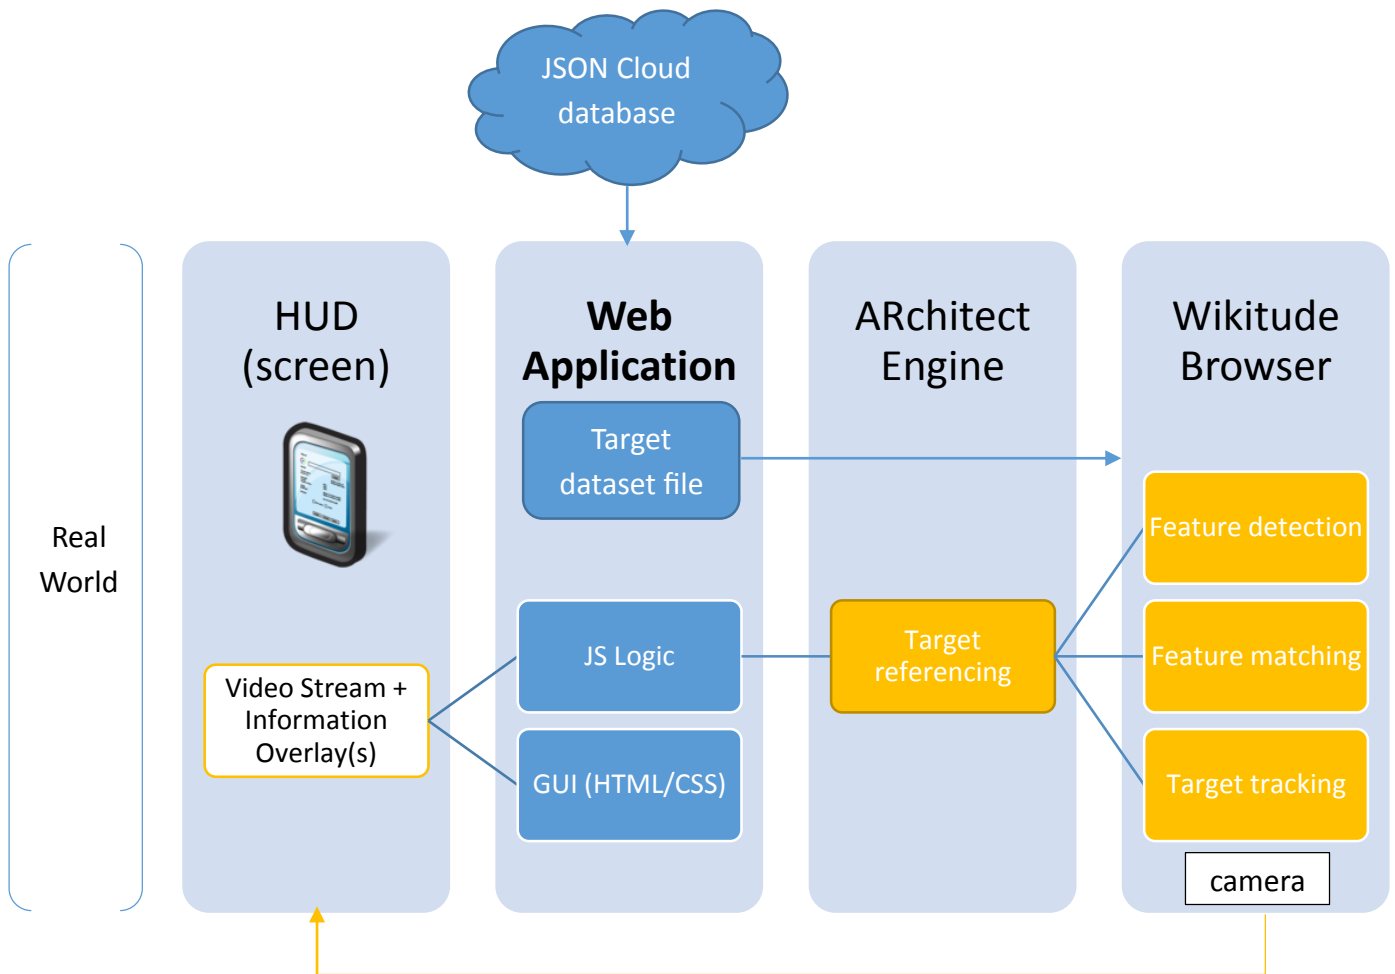 JSON Cloud
database
Real
World
HUD
(screen)
Video Stream +
Information
Overlay(s)
Web
Application
Target
dataset file
JS Logic
GUI (HTML/CSS)
ARchitect
Engine
Target
referencing
Wikitude
Browser
Feature detection
Feature matching
Target tracking
camera